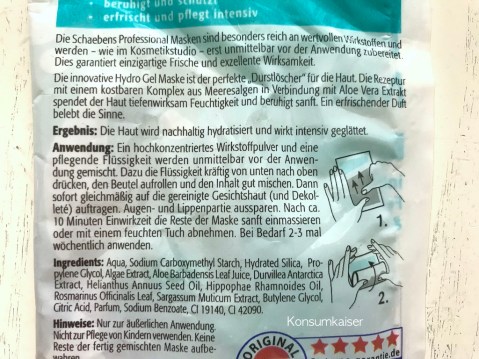 beruhigt und schützt
erfrischt und pflegt intensiv
Die Schaebens Professional Masken sind besonders reich an wertvollen Wirkstoffen und
werden – wie im Kosmetikstudio – erst unmittelbar vor der Anwendung zubereitet.
Dies garantiert einzigartige Frische und exzellente Wirksamkeit.
Die innovative Hydro Gel Maske ist der perfekte „Durstlöscher" für die Haut. Die Rezeptur
mit einem kostbaren Komplex aus Meeresalgen in Verbindung mit Aloe Vera Extrakt
spendet der Haut tiefenwirksam Feuchtigkeit und beruhigt sanft. Ein erfrischender Duft
belebt die Sinne.
Ergebnis: Die Haut wird nachhaltig hydratisiert und wirkt intensiv geglättet.
Anwendung: Ein hochkonzentriertes Wirkstoffpulver und eine
pflegende Flüssigkeit werden unmittelbar vor der Anwen-
dung gemischt. Dazu die Flüssigkeit kräftig von unten nach oben
drücken, den Beutel aufrollen und den Inhalt gut mischen. Dann
sofort gleichmäßig auf die gereinigte Gesichtshaut (und Dekol-
leté) auftragen. Augen- und Lippenpartie aussparen. Nach ca.
10 Minuten Einwirkzeit die Reste der Maske sanft einmassieren
oder mit einem feuchten Tuch abnehmen. Bei Bedarf 2-3 mal
wöchentlich anwenden.
1.
Ingredients: Aqua, Sodium Carboxymethyl Starch, Hydrated Silica, Pro-
pylene Glycol, Algae Extract, Aloe Barbadensis Leaf Juice, Durvillea Antarctica
Extract, Helianthus Annuus Seed Oil, Hippophae Rhamnoides Oil,
Rosmarinus Officinalis Leaf, Sargassum Muticum Extract, Butylene Glycol,
Citric Acid, Parfum, Sodium Benzoate, CI 19140, CI 42090.
2.
Konsumkaiser
Hinweise: Nur zur äußerlichen Anwendung.
Nicht zur Pflege von Kindern verwenden. Keine
Reste der fertig gemischten Maske aufbe-
wahren.
ORIGINAL
garantie.de